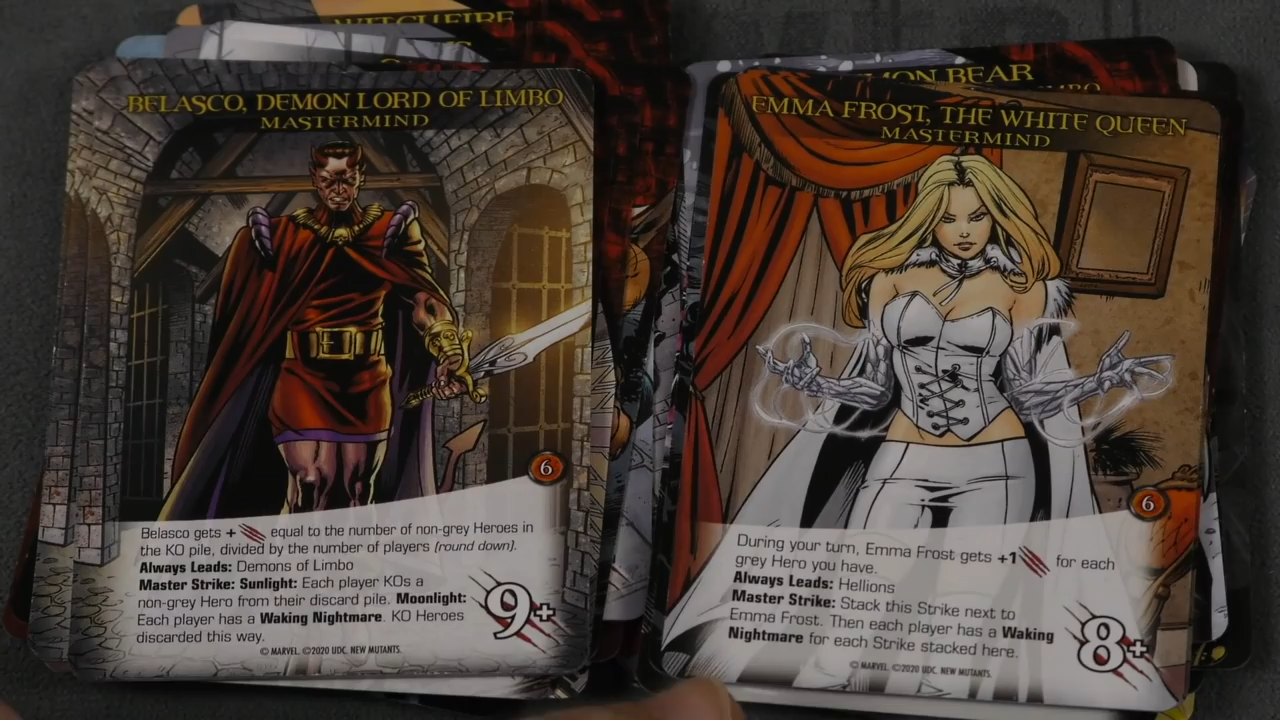 WITCHFIRE
BELASCO, DEMON LORD OF LIMBO
MASTERMIND
6
Belasco gets + equal to the number of non-grey Heroes in
the KO pile, divided by the number of players (round down).
Always Leads: Demons of Limbo
Master Strike: Sunlight: Each player KOs a
non-grey Hero from their discard pile. Moonlight:
Each player has a Waking Nightmare. KO Heroes
discarded this way.
9+
© MARVEL. ©2020 UDC. NEW MUTANTS.
BEAR
EMMA FROST, THE WHITE QUEEN
MASTERMIND
6
During your turn, Emma Frost gets +1 for each
grey Hero you have.
Always Leads: Hellions
Master Strike: Stack this Strike next to
Emma Frost. Then each player has a Waking
Nightmare for each Strike stacked here.
8+
© MARVEL. ©2020 UDC. NEW MUTANTS.